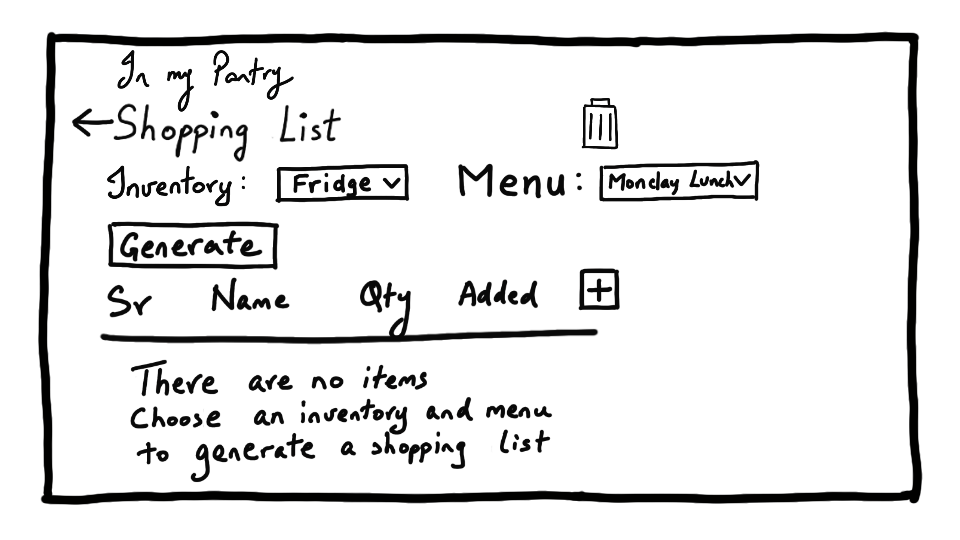 In my Pantry
Shopping List
Inventory: Fridge Menu: Monday Lunch
Generate
Sr Name Qty Added +
There are no items
Choose an inventory and menu
to generate a shopping list